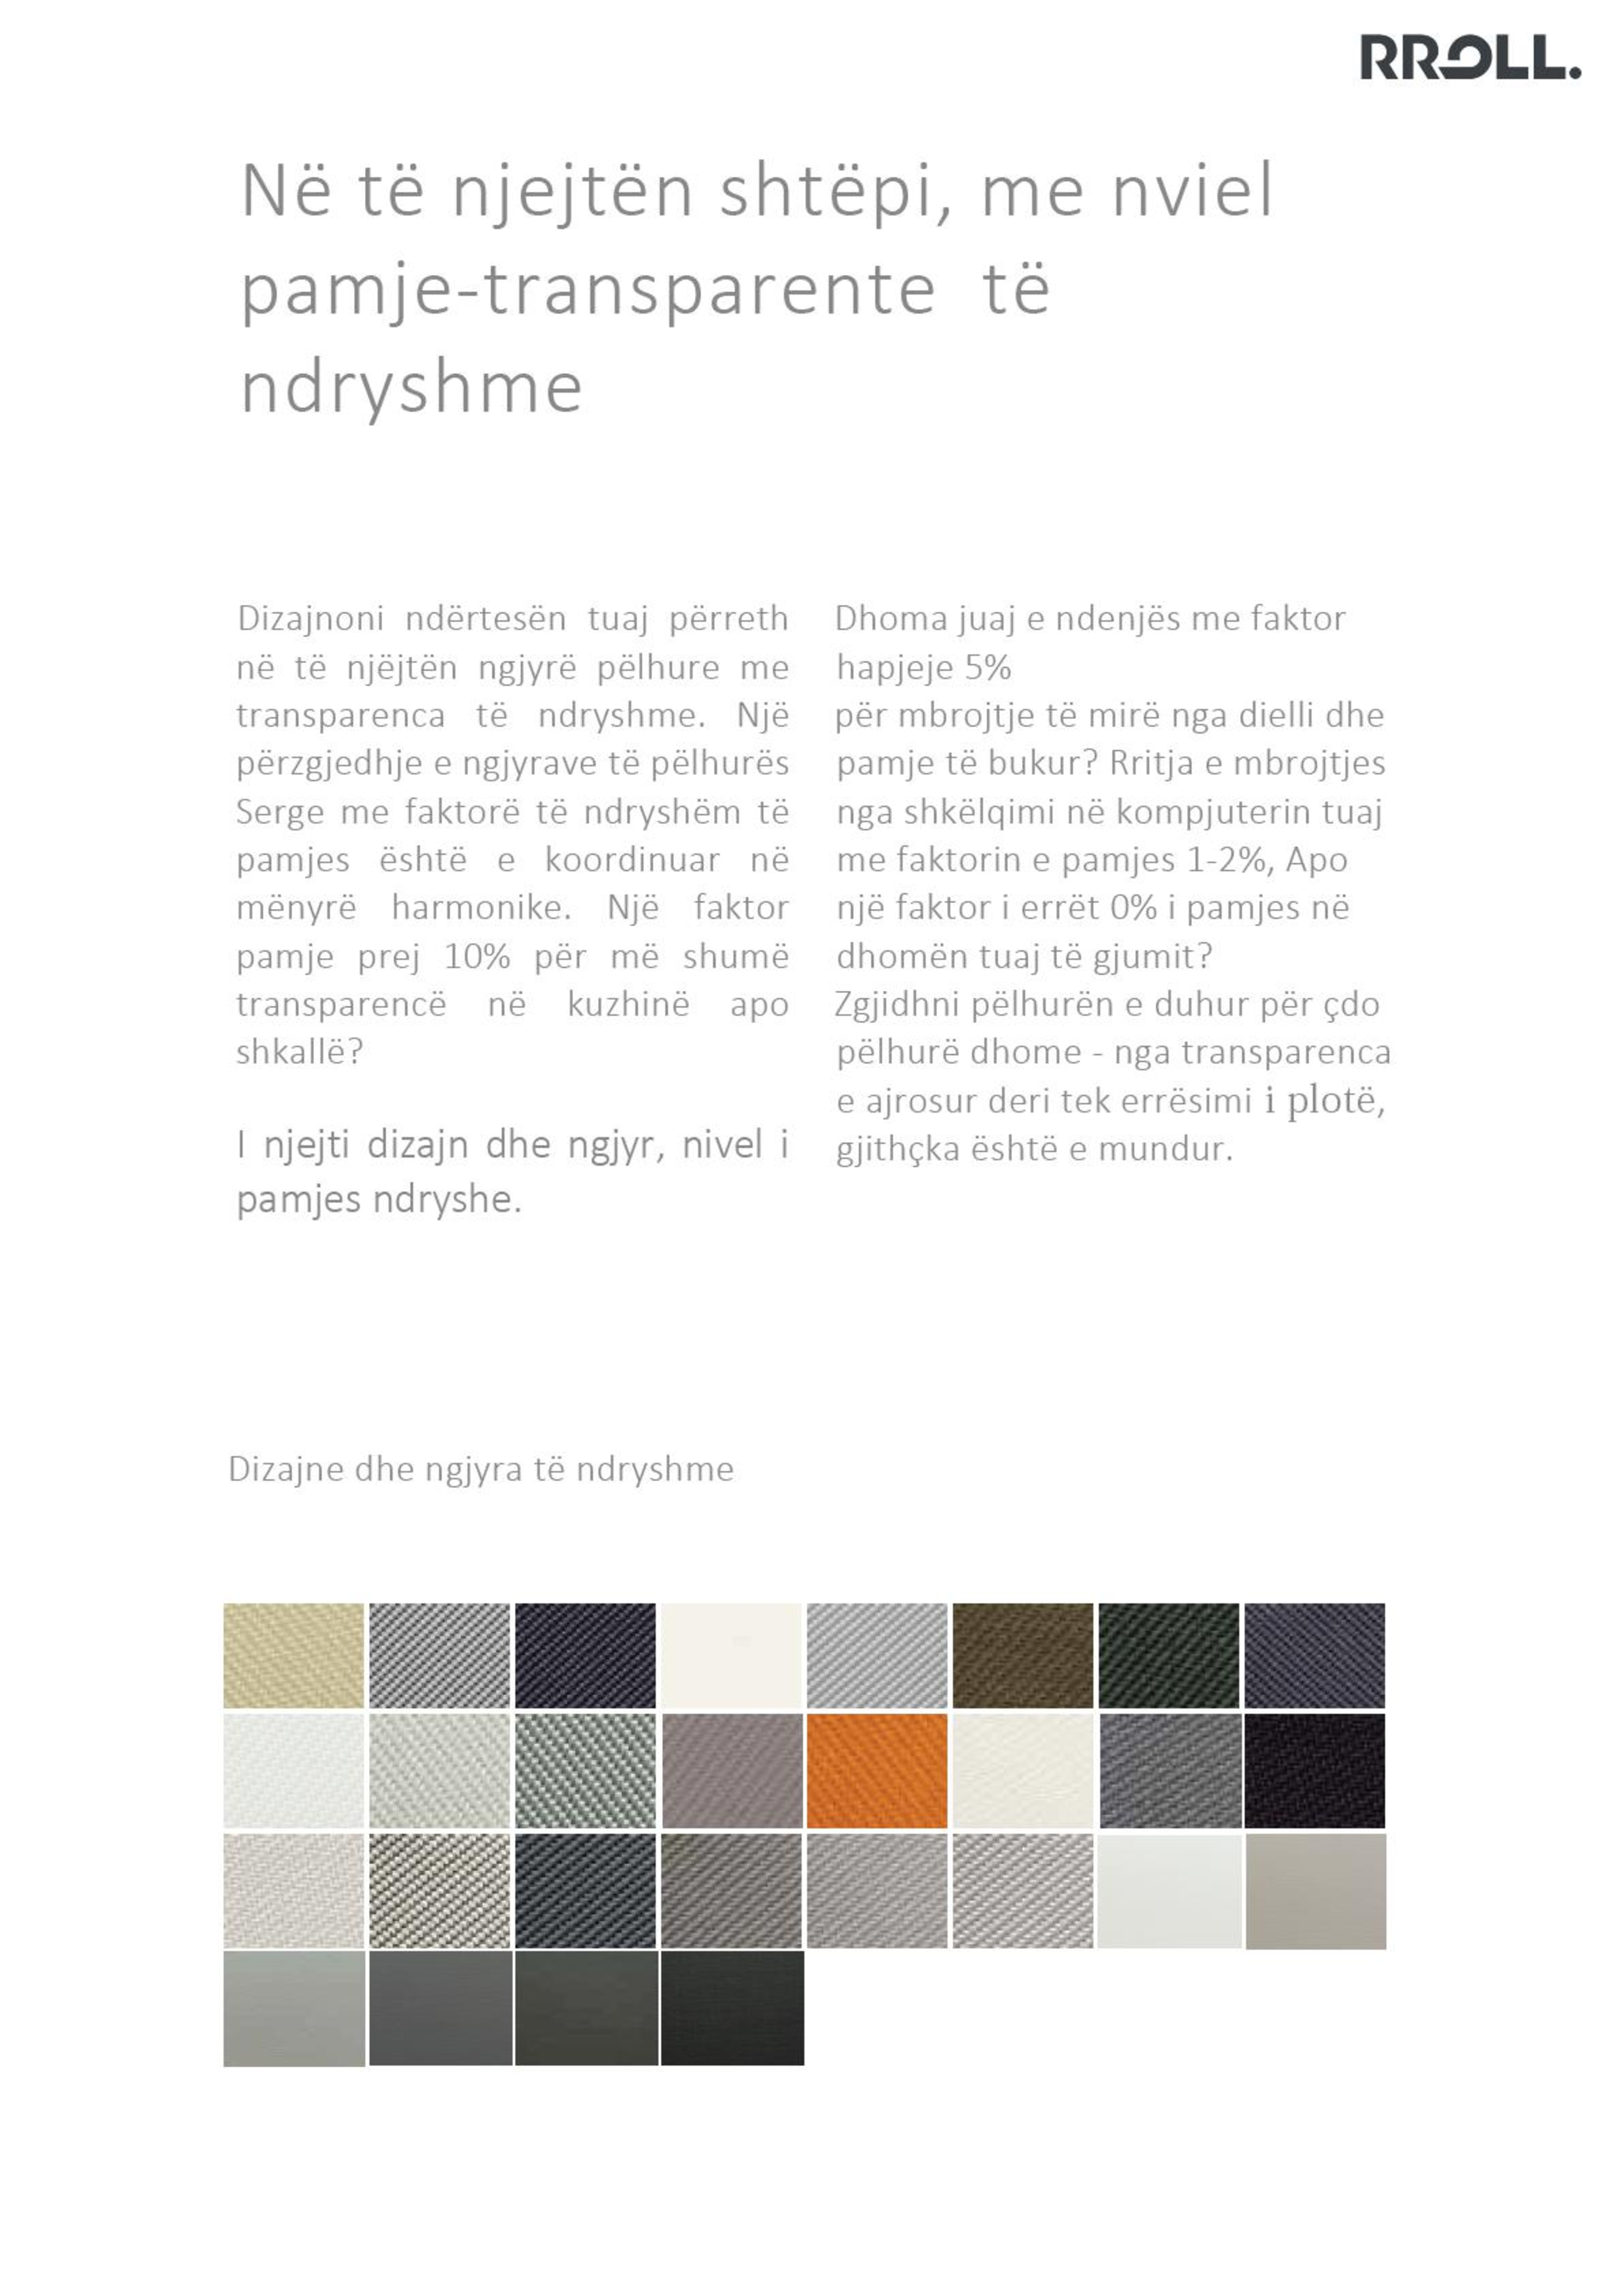 RROLL.
Në të njejtën shtëpi, me nviel
pamje-transparente të
ndryshme
Dizajnoni ndërtesën tuaj përreth
në të njëjtën ngjyrë pëlhure me
transparenca të ndryshme. Një
përzgjedhje e ngjyrave të pëlhurës
Serge me faktorë të ndryshëm të
pamjes është e koordinuar në
mënyrë harmonike. Një faktor
pamje prej 10% për më shumë
transparencë në kuzhinë apo
shkallë?
I njejti dizajn dhe ngjyr, nivel i
pamjes ndryshe.
Dhoma juaj e ndenjës me faktor
hapjeje 5%
për mbrojtje të mirë nga dielli dhe
pamje të bukur? Rritja e mbrojtjes
nga shkëlqimi në kompjuterin tuaj
me faktorin e pamjes 1-2%, Apo
një faktor i errët 0% i pamjes në
dhomën tuaj të gjumit?
Zgjidhni pëlhurën e duhur për çdo
pëlhurë dhome - nga transparenca
e ajrosur deri tek errësimi i plotë,
gjithçka është e mundur.
Dizajne dhe ngjyra të ndryshme